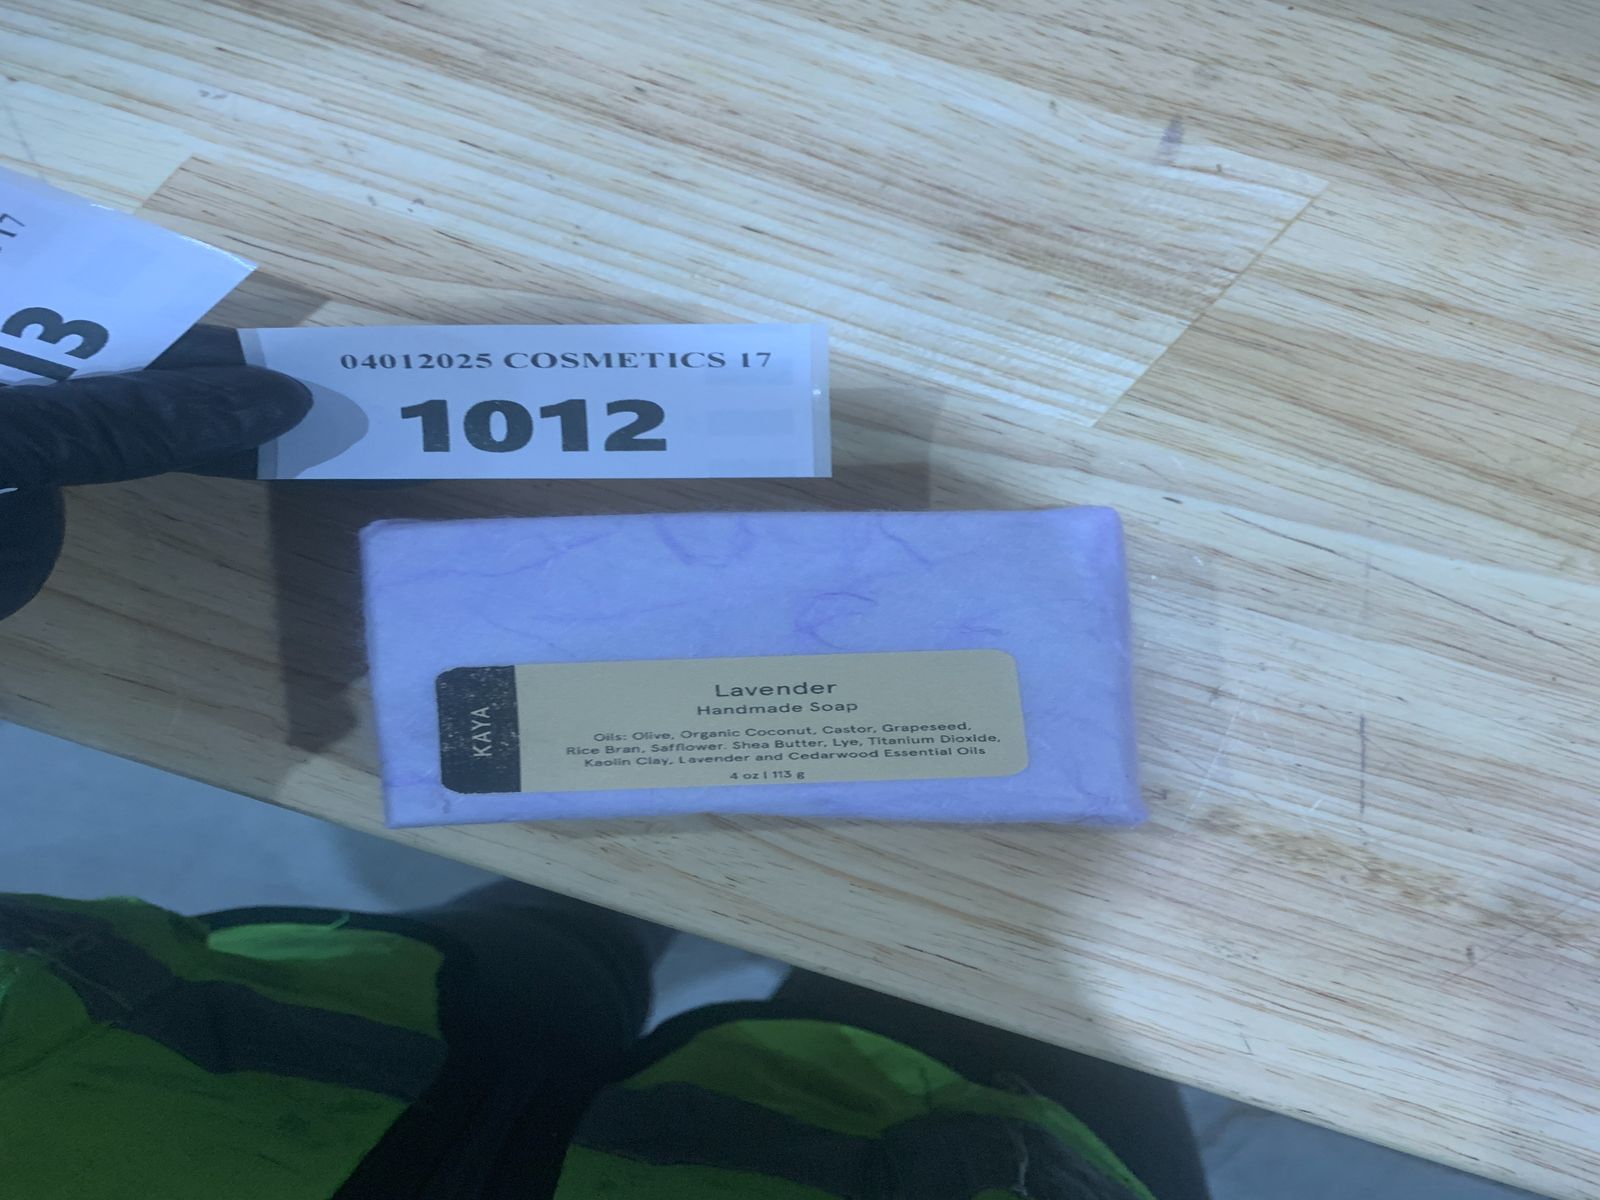 17
13
04012025 COSMETICS 17
1012
KAYA
Lavender
Handmade Soap
Oils: Olive, Organic Coconut, Castor, Grapeseed,
Rice Bran, Safflower. Shea Butter, Lye, Titanium Dioxide,
Kaolin Clay, Lavender and Cedarwood Essential Oils
4 oz | 113 g